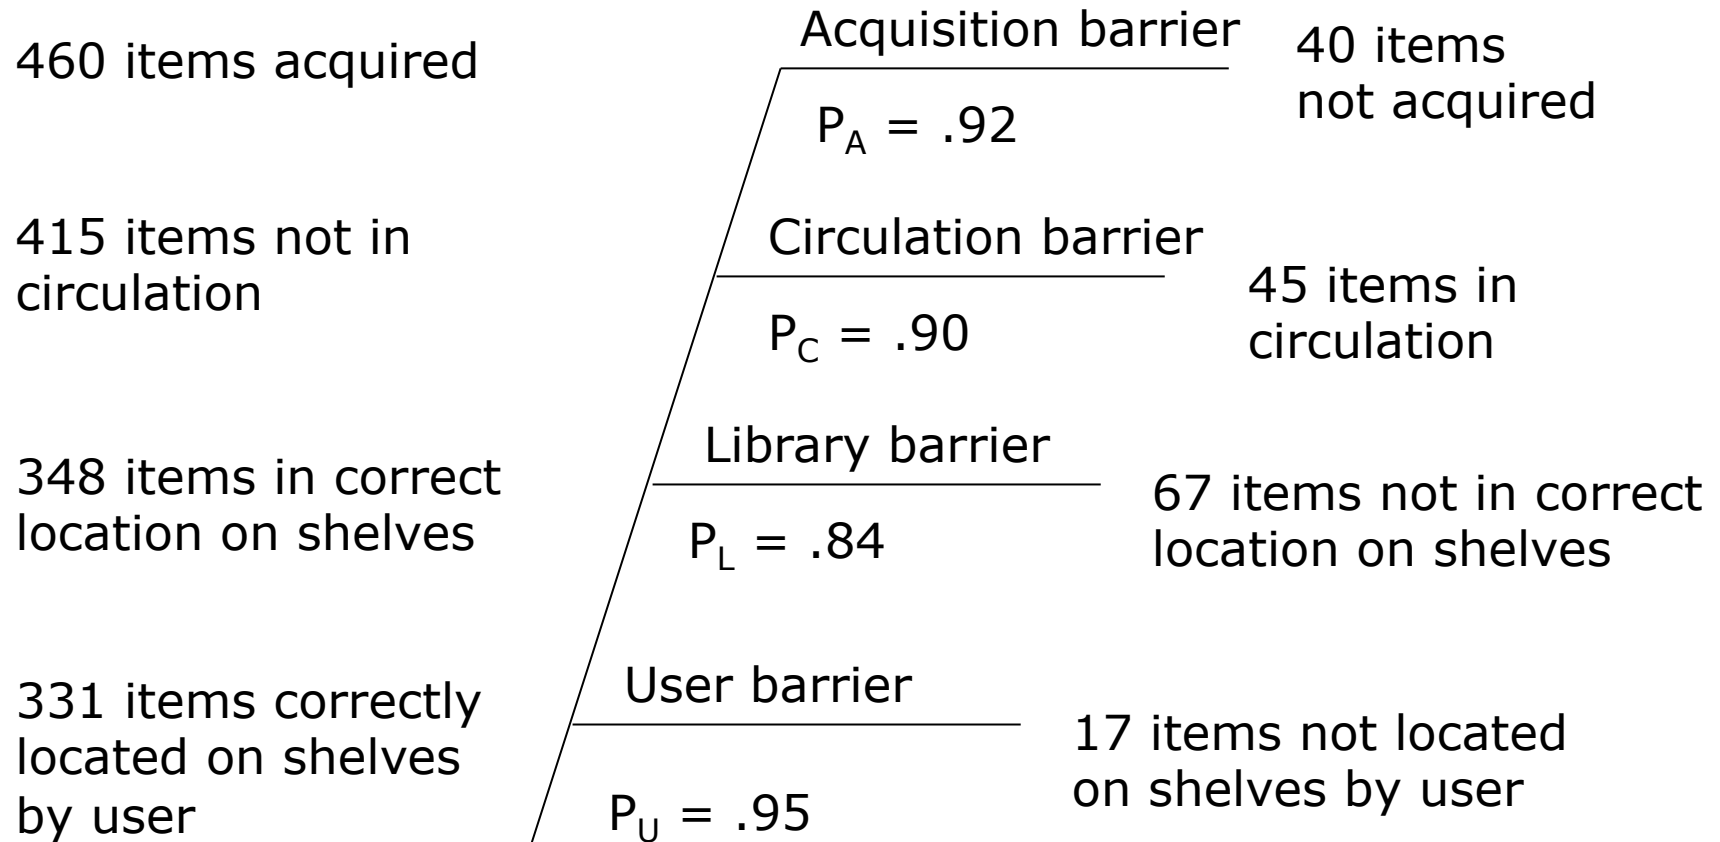 460 items acquired
Acquisition barrier
40 items
not acquired
P_A = .92
415 items not in
circulation
Circulation barrier
45 items in
circulation
P_C = .90
348 items in correct
location on shelves
Library barrier
67 items not in correct
location on shelves
P_L = .84
331 items correctly
located on shelves
by user
User barrier
17 items not located
on shelves by user
P_U = .95